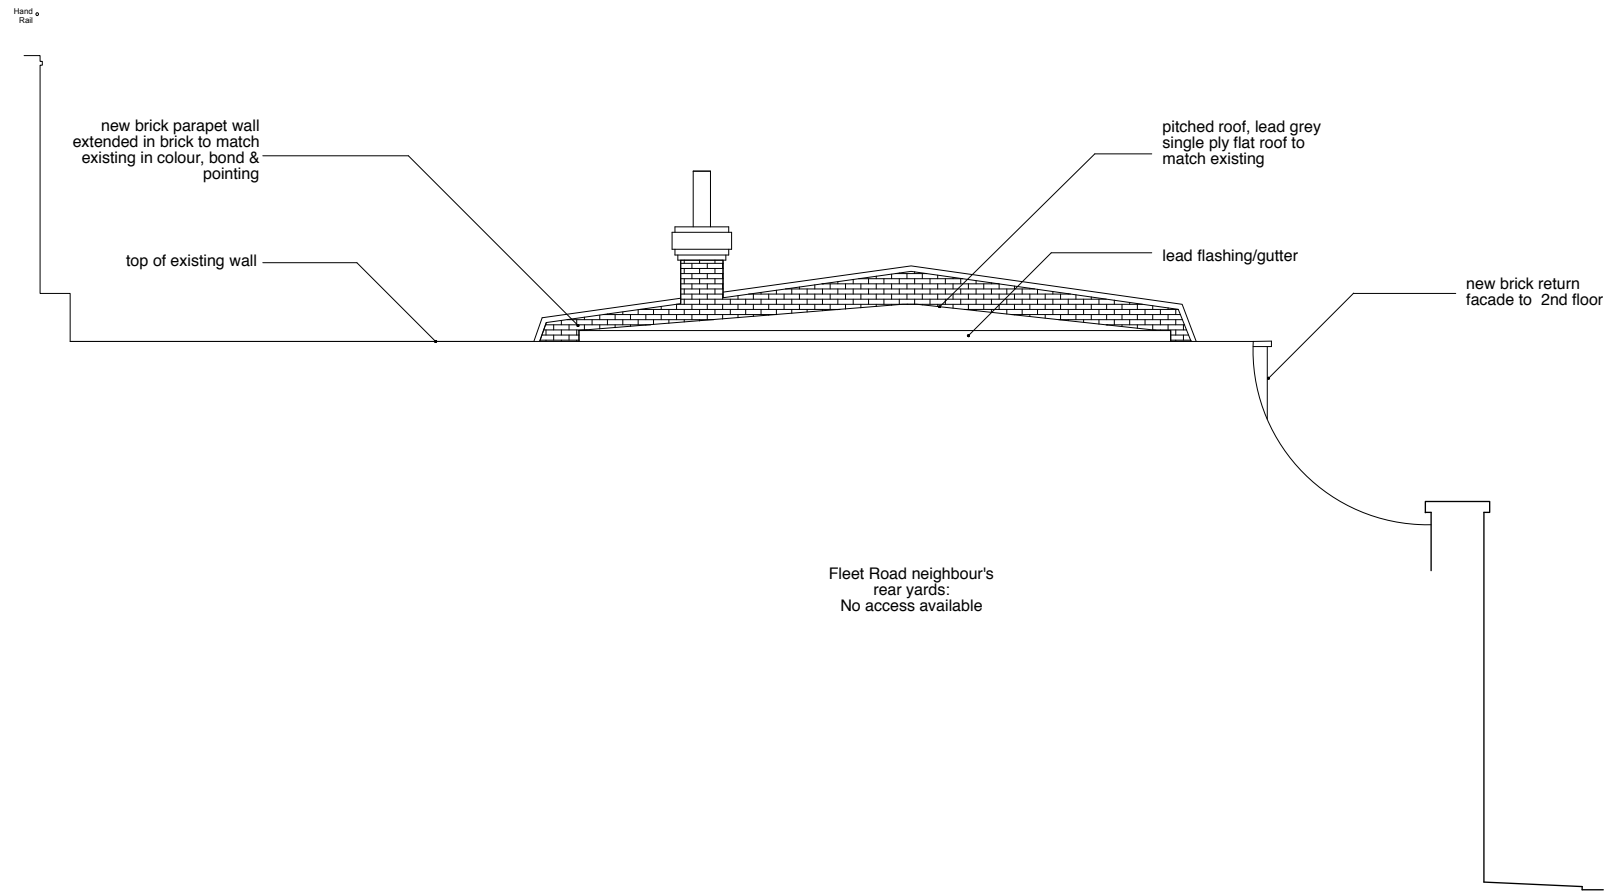 Hand
Rail
new brick parapet wall
extended in brick to match
existing in colour, bond &
pointing
pitched roof, lead grey
single ply flat roof to
match existing
top of existing wall
lead flashing/gutter
new brick return
facade to 2nd floor
Fleet Road neighbour's
rear yards:
No access available